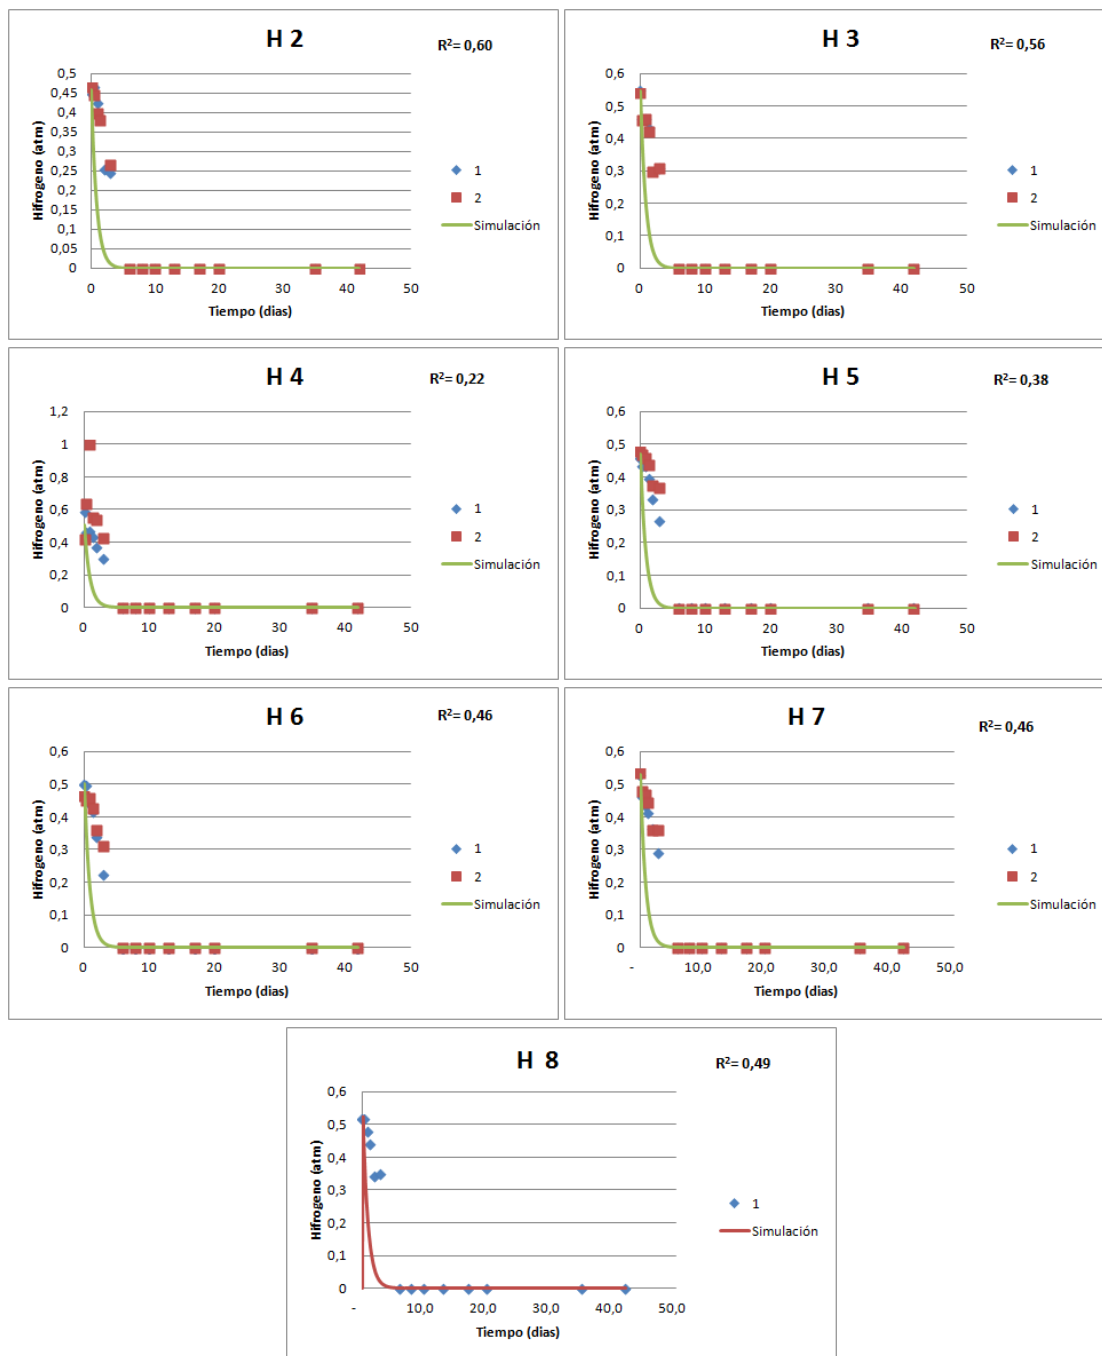 H 2
R²= 0,60
0,5
0,45
0,4
0,35
0,3
0,25
0,2
0,15
0,1
0,05
0
Hifrogeno (atm)
0 10 20 30 40 50
Tiempo (dias)
1
2
Simulación
H 3
R²= 0,56
0,6
0,5
0,4
0,3
0,2
0,1
0
Hifrogeno (atm)
0 10 20 30 40 50
Tiempo (dias)
1
2
Simulación
H 4
R²= 0,22
1,2
1
0,8
0,6
0,4
0,2
0
Hifrogeno (atm)
0 10 20 30 40 50
Tiempo (dias)
1
2
Simulación
H 5
R²= 0,38
0,6
0,5
0,4
0,3
0,2
0,1
0
Hifrogeno (atm)
0 10 20 30 40 50
Tiempo (dias)
1
2
Simulación
H 6
R²= 0,46
0,6
0,5
0,4
0,3
0,2
0,1
0
Hifrogeno (atm)
0 10 20 30 40 50
Tiempo (dias)
1
2
Simulación
H 7
R²= 0,46
0,6
0,5
0,4
0,3
0,2
0,1
0
Hifrogeno (atm)
- 10,0 20,0 30,0 40,0 50,0
Tiempo (dias)
1
2
Simulación
H 8
R²= 0,49
0,6
0,5
0,4
0,3
0,2
0,1
0
Hifrogeno (atm)
- 10,0 20,0 30,0 40,0 50,0
Tiempo (dias)
1
Simulación